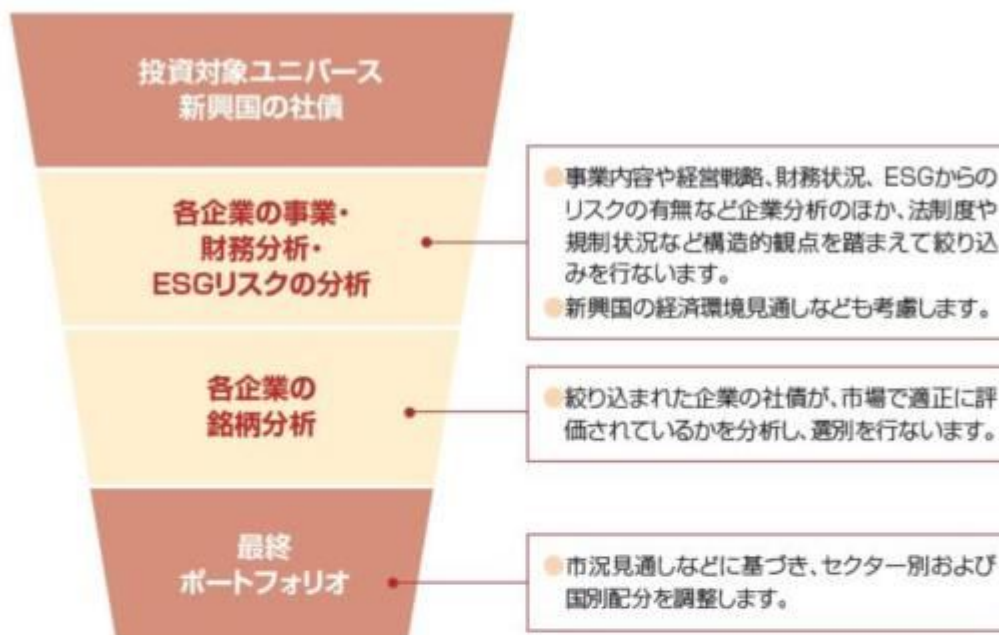 投資対象ユニバース
新興国の社債
各企業の事業・
財務分析・
ESGリスクの分析
●事業内容や経営戦略、財務状況、ESGからの
リスクの有無など企業分析のほか、法制度や
規制状況など構造的観点を踏まえて絞り込
みを行ないます。
●新興国の経済環境見通しなども考慮します。
各企業の
銘柄分析
●絞り込まれた企業の社債が、市場で適正に評
価されているかを分析し、選別を行ないます。
最終
ポートフォリオ
●市況見通しなどに基づき、セクター別および
国別配分を調整します。